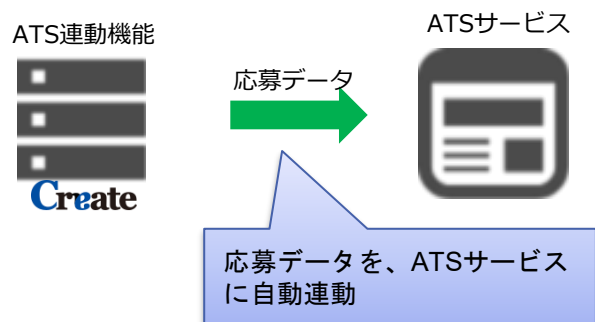 ATS連動機能
ATSサービス
応募データ
Create
応募データを、ATSサービス
に自動連動